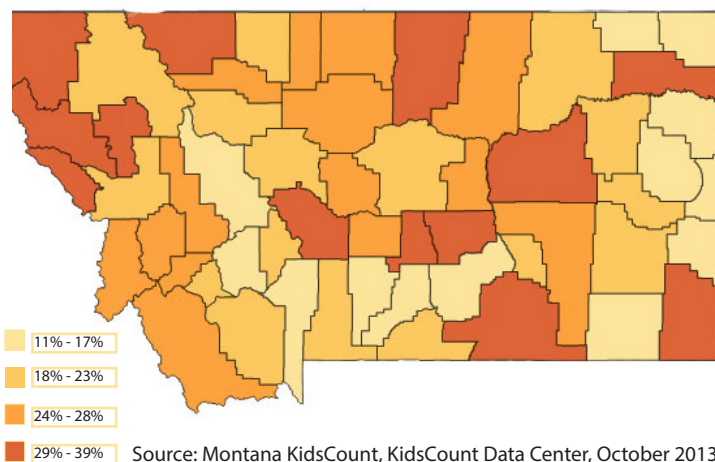 11% - 17%
18% - 23%
24% - 28%
29% - 39%
Source: Montana KidsCount, KidsCount Data Center, October 2013